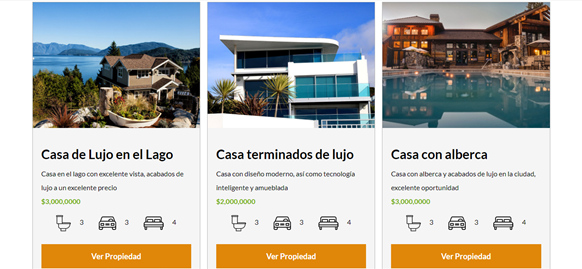 Casa de Lujo en el Lago
Casa en el lago con excelente vista, acabados de
lujo a un excelente precio
$3,000,0000
3 3 4
Ver Propiedad
Casa terminados de lujo
Casa con diseño moderno, así como tecnología
inteligente y amueblada
$2,000,0000
3 3 4
Ver Propiedad
Casa con alberca
Casa con alberca y acabados de lujo en la ciudad,
excelente oportunidad
$3,000,0000
3 3 4
Ver Propiedad